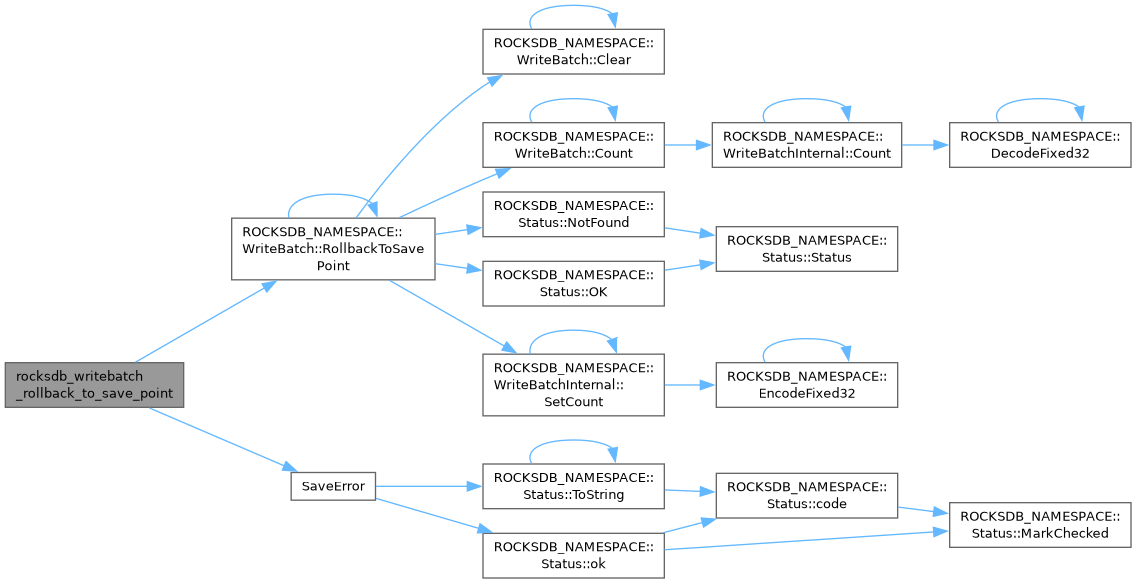 ROCKSDB_NAMESPACE::
WriteBatch::Clear
ROCKSDB_NAMESPACE::
WriteBatch::Count
ROCKSDB_NAMESPACE::
WriteBatchInternal::Count
ROCKSDB_NAMESPACE::
DecodeFixed32
ROCKSDB_NAMESPACE::
Status::NotFound
ROCKSDB_NAMESPACE::
WriteBatch::RollbackToSave
Point
ROCKSDB_NAMESPACE::
Status::Status
ROCKSDB_NAMESPACE::
Status::OK
rocksdb_writebatch
_rollback_to_save_point
ROCKSDB_NAMESPACE::
WriteBatchInternal::
SetCount
ROCKSDB_NAMESPACE::
EncodeFixed32
SaveError
ROCKSDB_NAMESPACE::
Status::ToString
ROCKSDB_NAMESPACE::
Status::code
ROCKSDB_NAMESPACE::
Status::MarkChecked
ROCKSDB_NAMESPACE::
Status::ok